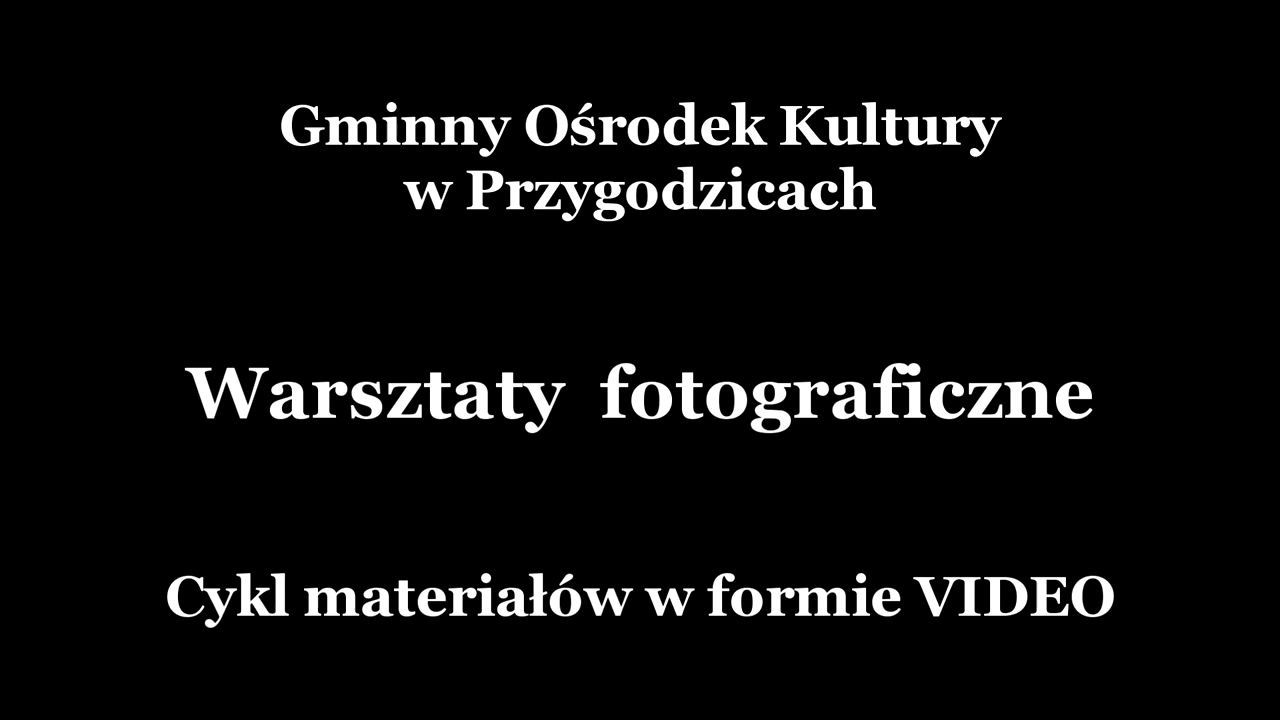 Gminny Ośrodek Kultury
w Przygodzicach
Warsztaty fotograficzne
Cykl materiałów w formie VIDEO